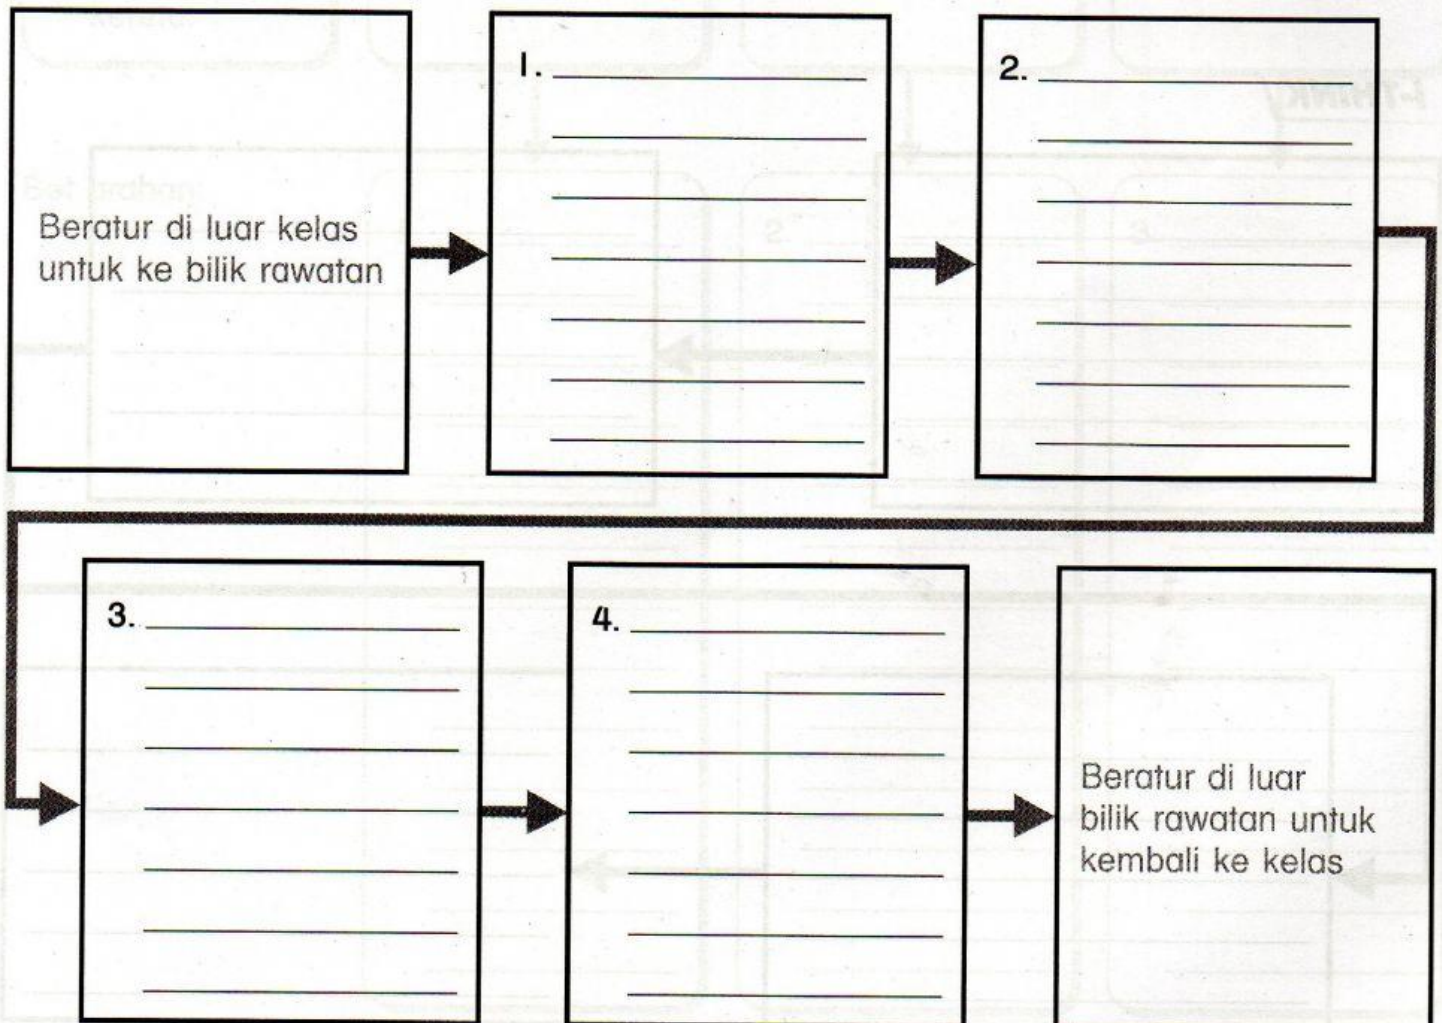 Beratur di luar kelas
untuk ke bilik rawatan
1.
2.
3.
4.
Beratur di luar
bilik rawatan untuk
kembali ke kelas